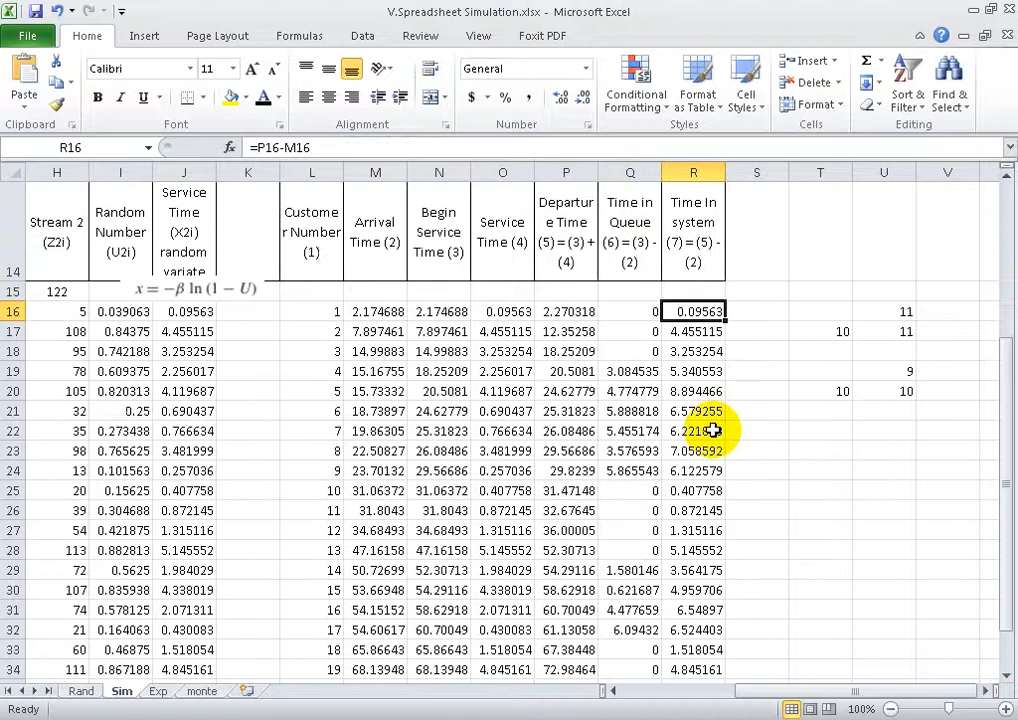 V.Spreadsheet Simulation.xlsx - Microsoft Excel
File Home Insert Page Layout Formulas Data Review View Foxit PDF
Paste Calibri 11 A A General Conditional Formatting Format as Table Cell Styles Insert Delete Format Σ Sort & Filter Find & Select
B I U A $ % ,
Clipboard Font Alignment Number Styles Cells Editing
R16 fx =P16-M16
H I J K L M N O P Q R S T U V
14 Stream 2 (Z2i) Random Number (U2i) Service Time (X2i) random variate Custome r Number (1) Arrival Time (2) Begin Service Time (3) Service Time (4) Departur e Time (5) = (3) + (4) Time in Queue (6) = (3) - (2) Time In system (7) = (5) - (2)
15 122 x = −β ln (1 − U)
16 5 0.039063 0.09563 1 2.174688 2.174688 0.09563 2.270318 0 0.09563 11
17 108 0.84375 4.455115 2 7.897461 7.897461 4.455115 12.35258 0 4.455115 10 11
18 95 0.742188 3.253254 3 14.99883 14.99883 3.253254 18.25209 0 3.253254
19 78 0.609375 2.256017 4 15.16755 18.25209 2.256017 20.5081 3.084535 5.340553 9
20 105 0.820313 4.119687 5 15.73332 20.5081 4.119687 24.62779 4.774779 8.894466 10 10
21 32 0.25 0.690437 6 18.73897 24.62779 0.690437 25.31823 5.888818 6.579255
22 35 0.273438 0.766634 7 19.86305 25.31823 0.766634 26.08486 5.455174
23 98 0.765625 3.481999 8 22.50827 26.08486 3.481999 29.56686 3.576593 7.058592
24 13 0.101563 0.257036 9 23.70132 29.56686 0.257036 29.8239 5.865543 6.122579
25 20 0.15625 0.407758 10 31.06372 31.06372 0.407758 31.47148 0 0.407758
26 39 0.304688 0.872145 11 31.8043 31.8043 0.872145 32.67645 0 0.872145
27 54 0.421875 1.315116 12 34.68493 34.68493 1.315116 36.00005 0 1.315116
28 113 0.882813 5.145552 13 47.16158 47.16158 5.145552 52.30713 0 5.145552
29 72 0.5625 1.984029 14 50.72699 52.30713 1.984029 54.29116 1.580146 3.564175
30 107 0.835938 4.338019 15 53.66948 54.29116 4.338019 58.62918 0.621687 4.959706
31 74 0.578125 2.071311 16 54.15152 58.62918 2.071311 60.70049 4.477659 6.54897
32 21 0.164063 0.430083 17 54.60617 60.70049 0.430083 61.13058 6.09432 6.524403
33 60 0.46875 1.518054 18 65.86643 65.86643 1.518054 67.38448 0 1.518054
34 111 0.867188 4.845161 19 68.13948 68.13948 4.845161 72.98464 0 4.845161
Rand Sim Exp monte
Ready 100%